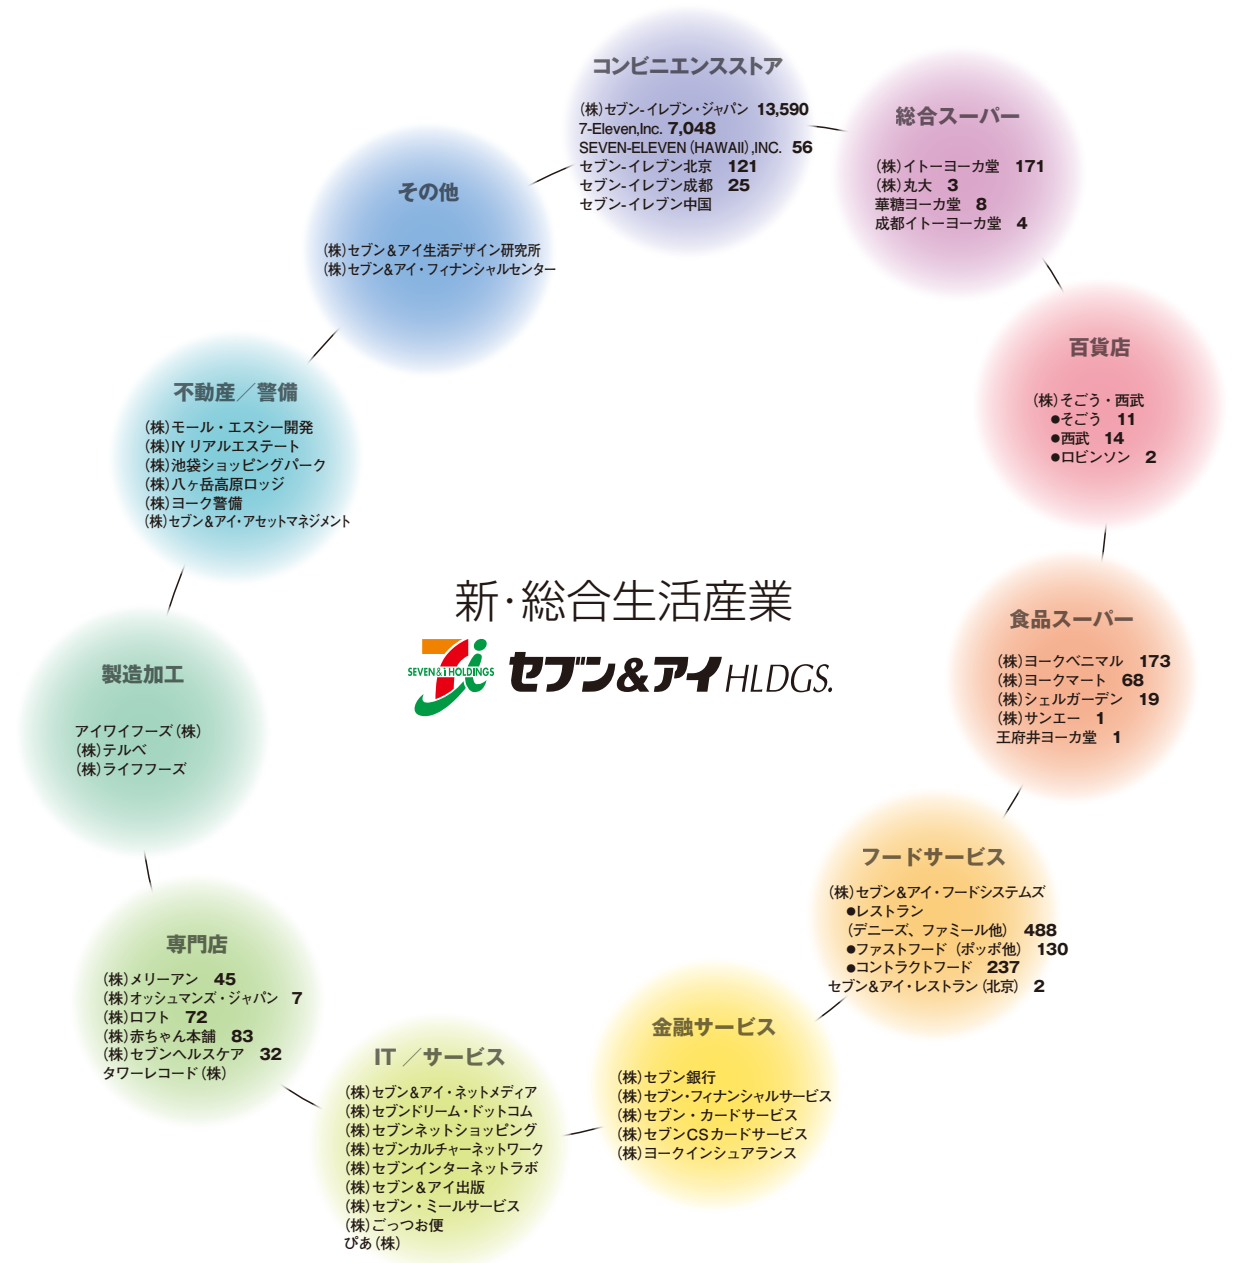 コンビニエンスストア
(株)セブン-イレブン・ジャパン 13,590
7-Eleven,Inc. 7,048
SEVEN-ELEVEN (HAWAII),INC. 56
セブン-イレブン北京 121
セブン-イレブン成都 25
セブン-イレブン中国
総合スーパー
(株)イトーヨーカ堂 171
(株)丸大 3
華糖ヨーカ堂 8
成都イトーヨーカ堂 4
百貨店
(株)そごう・西武
●そごう 11
●西武 14
●ロビンソン 2
食品スーパー
(株)ヨークベニマル 173
(株)ヨークマート 68
(株)シェルガーデン 19
(株)サンエー 1
王府井ヨーカ堂 1
フードサービス
(株)セブン&アイ・フードシステムズ
●レストラン
(デニーズ、ファミール他) 488
●ファストフード (ポッポ他) 130
●コントラクトフード 237
セブン&アイ・レストラン(北京) 2
金融サービス
(株)セブン銀行
(株)セブン・フィナンシャルサービス
(株)セブン・カードサービス
(株)セブンCSカードサービス
(株)ヨークインシュアランス
IT/サービス
(株)セブン&アイ・ネットメディア
(株)セブンドリーム・ドットコム
(株)セブンネットショッピング
(株)セブンカルチャーネットワーク
(株)セブンインターネットラボ
(株)セブン&アイ出版
(株)セブン・ミールサービス
(株)ごっつお便
ぴあ(株)
専門店
(株)メリーアン 45
(株)オッシュマンズ・ジャパン 7
(株)ロフト 72
(株)赤ちゃん本舗 83
(株)セブンヘルスケア 32
タワーレコード(株)
製造加工
アイワイフーズ(株)
(株)テルベ
(株)ライフフーズ
不動産/警備
(株)モール・エスシー開発
(株)IYリアルエステート
(株)池袋ショッピングパーク
(株)八ヶ岳高原ロッジ
(株)ヨーク警備
(株)セブン&アイ・アセットマネジメント
その他
(株)セブン&アイ生活デザイン研究所
(株)セブン&アイ・フィナンシャルセンター
新・総合生活産業
SEVEN & i HOLDINGS
セブン&アイ HLDGS.